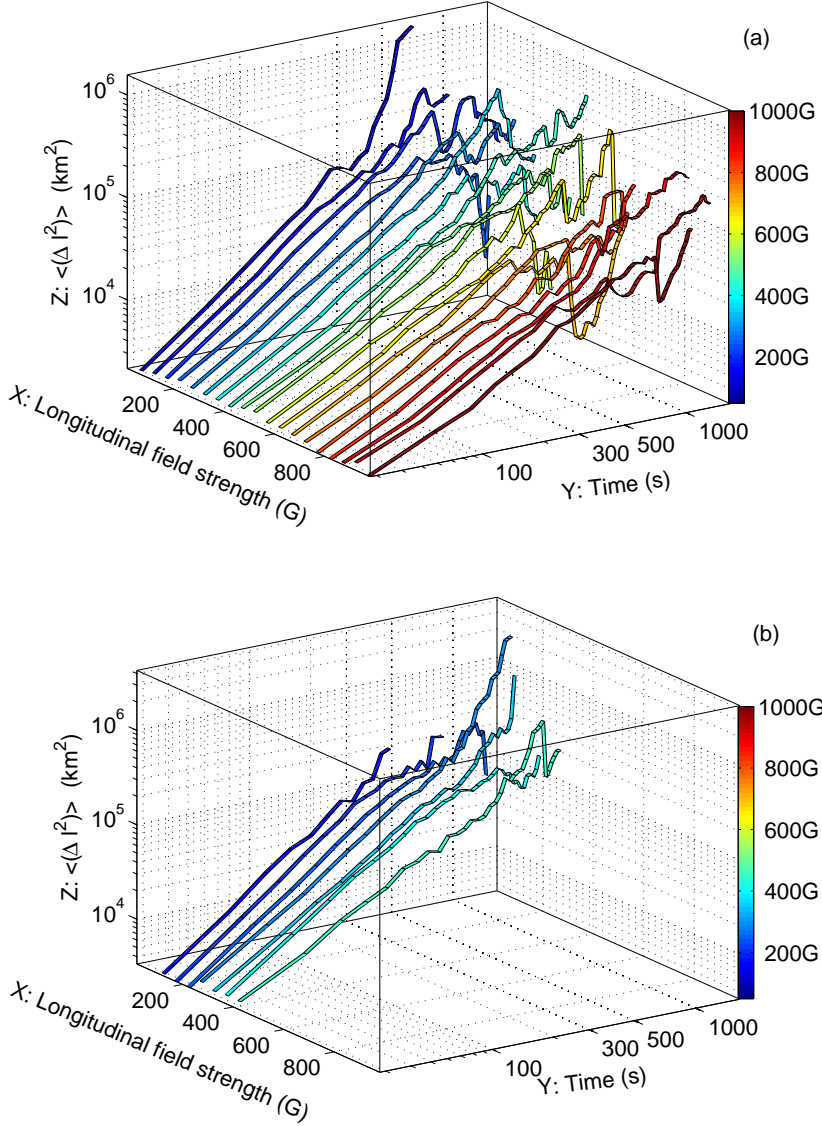 (a)
10^6
10^5
10^4
Z: <(Δ l^2)> (km^2)
200
400
600
800
X: Longitudinal field strength (G)
100
300
500
1000
Y: Time (s)
1000G
800G
600G
400G
200G
(b)
10^6
10^5
10^4
Z: <(Δ l^2)> (km^2)
200
400
600
800
X: Longitudinal field strength (G)
100
300
500
1000
Y: Time (s)
1000G
800G
600G
400G
200G